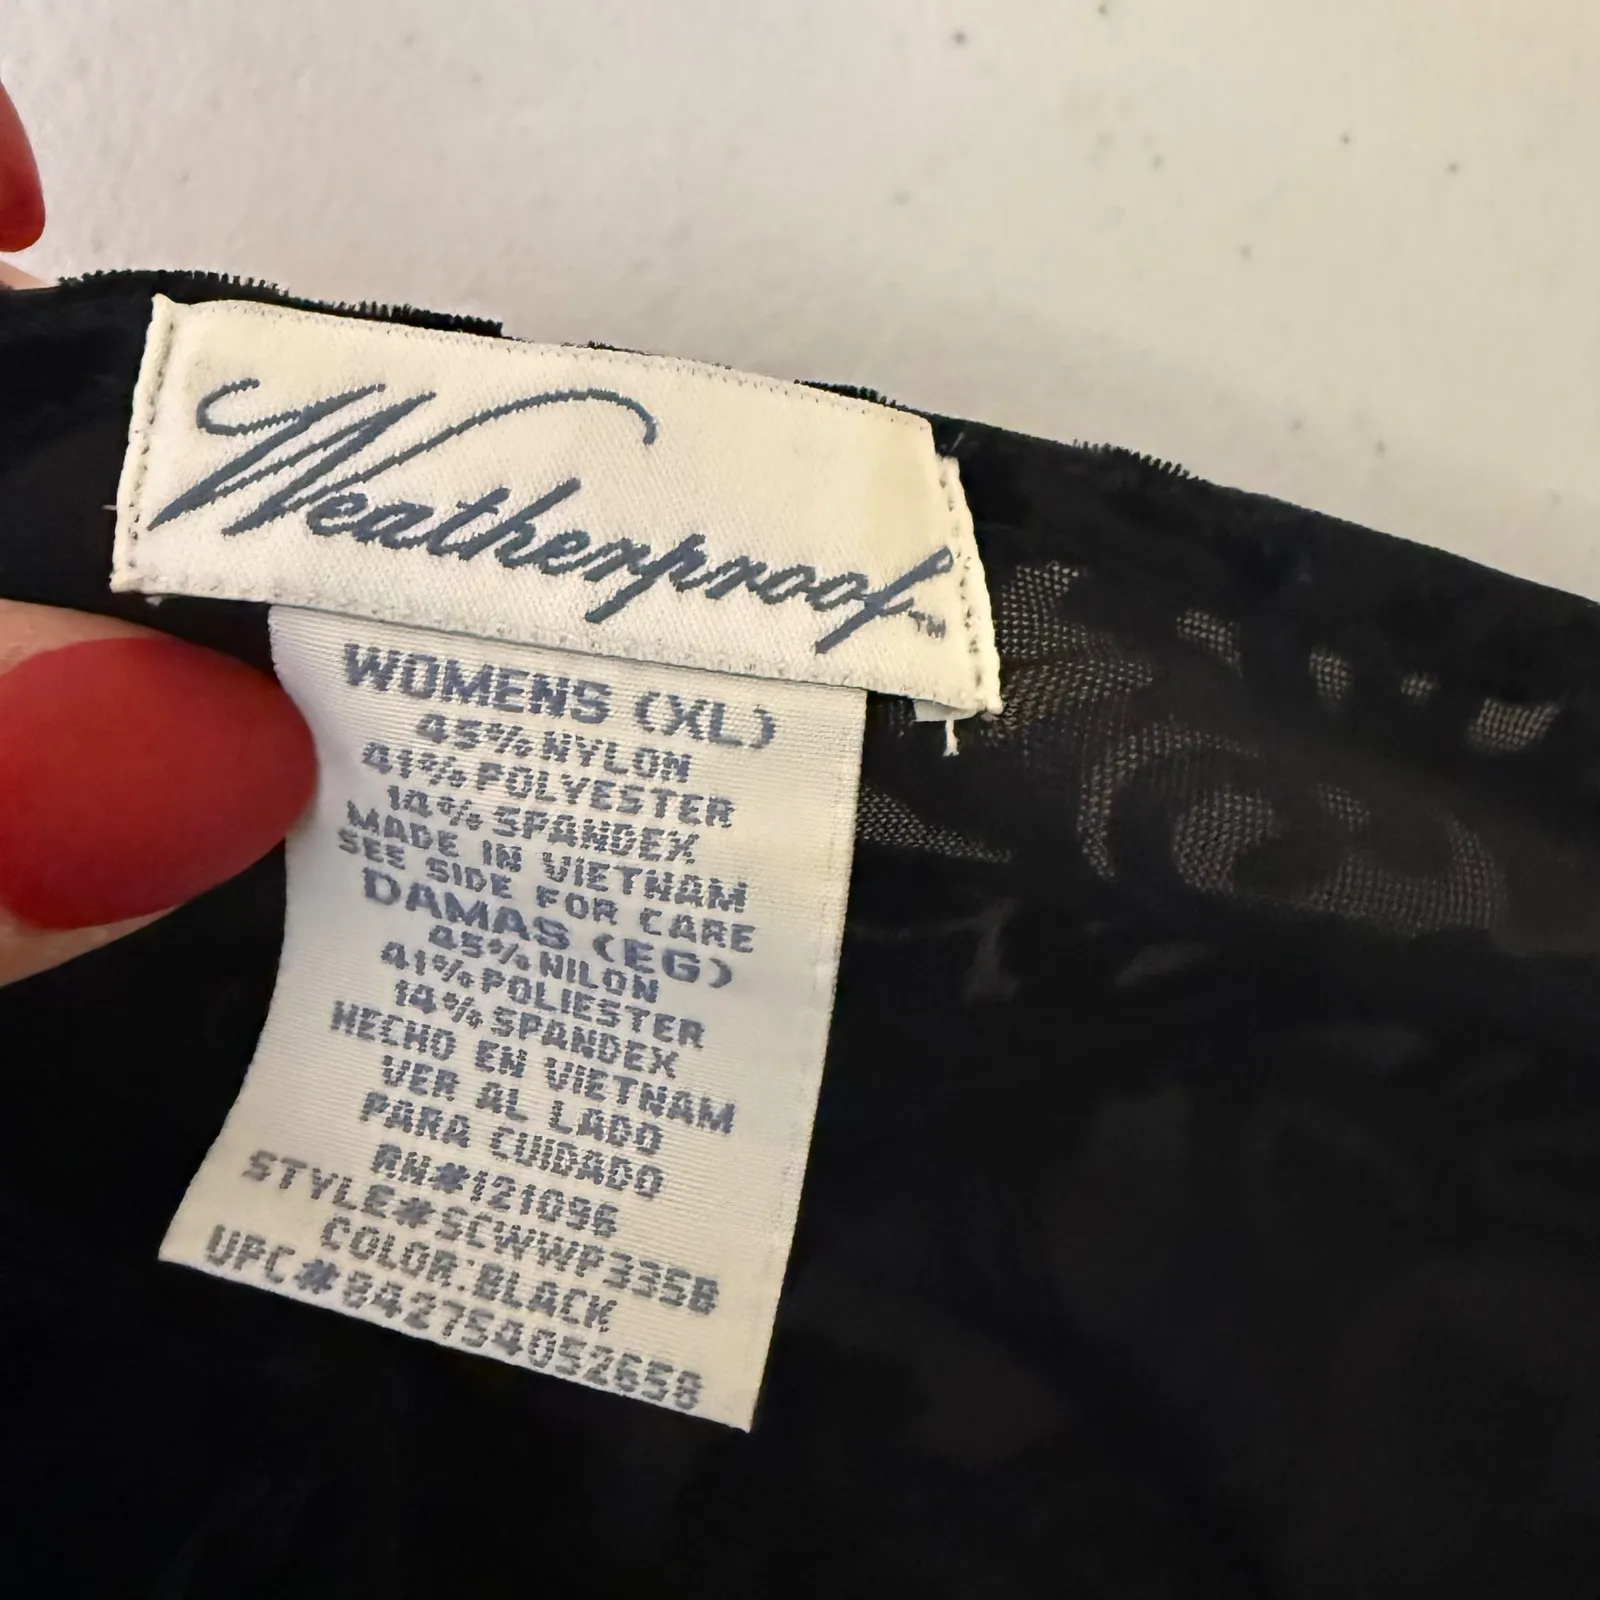 Weatherproof™
WOMENS (XL)
45% NYLON
41% POLYESTER
14% SPANDEX
MADE IN VIETNAM
SEE SIDE FOR CARE
DAMAS (EG)
45% NILON
41% POLIESTER
14% SPANDEX
HECHO EN VIETNAM
VER AL LADO
PARA CUIDADO
RN#121096
STYLE#SCWWP335B
COLOR:BLACK
UPC#842754052658